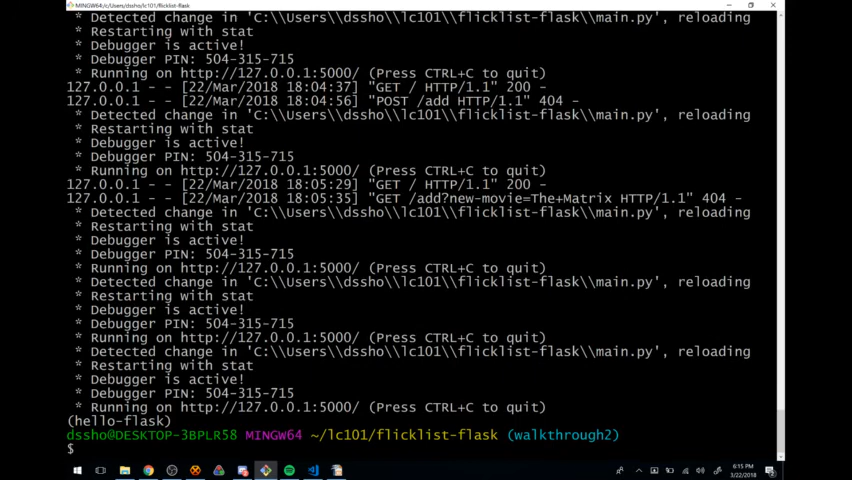 MINGW64:/c/Users/dssho/lc101/flicklist-flask
* Detected change in 'C:\\Users\\dssho\\lc101\\flicklist-flask\\main.py', reloading
* Restarting with stat
* Debugger is active!
* Debugger PIN: 504-315-715
* Running on http://127.0.0.1:5000/ (Press CTRL+C to quit)
127.0.0.1 - - [22/Mar/2018 18:04:37] "GET / HTTP/1.1" 200 -
127.0.0.1 - - [22/Mar/2018 18:04:56] "POST /add HTTP/1.1" 404 -
* Detected change in 'C:\\Users\\dssho\\lc101\\flicklist-flask\\main.py', reloading
* Restarting with stat
* Debugger is active!
* Debugger PIN: 504-315-715
* Running on http://127.0.0.1:5000/ (Press CTRL+C to quit)
127.0.0.1 - - [22/Mar/2018 18:05:29] "GET / HTTP/1.1" 200 -
127.0.0.1 - - [22/Mar/2018 18:05:35] "GET /add?new-movie=The+Matrix HTTP/1.1" 404 -
* Detected change in 'C:\\Users\\dssho\\lc101\\flicklist-flask\\main.py', reloading
* Restarting with stat
* Debugger is active!
* Debugger PIN: 504-315-715
* Running on http://127.0.0.1:5000/ (Press CTRL+C to quit)
* Detected change in 'C:\\Users\\dssho\\lc101\\flicklist-flask\\main.py', reloading
* Restarting with stat
* Debugger is active!
* Debugger PIN: 504-315-715
* Running on http://127.0.0.1:5000/ (Press CTRL+C to quit)
* Detected change in 'C:\\Users\\dssho\\lc101\\flicklist-flask\\main.py', reloading
* Restarting with stat
* Debugger is active!
* Debugger PIN: 504-315-715
* Running on http://127.0.0.1:5000/ (Press CTRL+C to quit)
(hello-flask)
dssho@DESKTOP-3BPLR58 MINGW64 ~/lc101/flicklist-flask (walkthrough2)
$
6:15 PM
3/22/2018